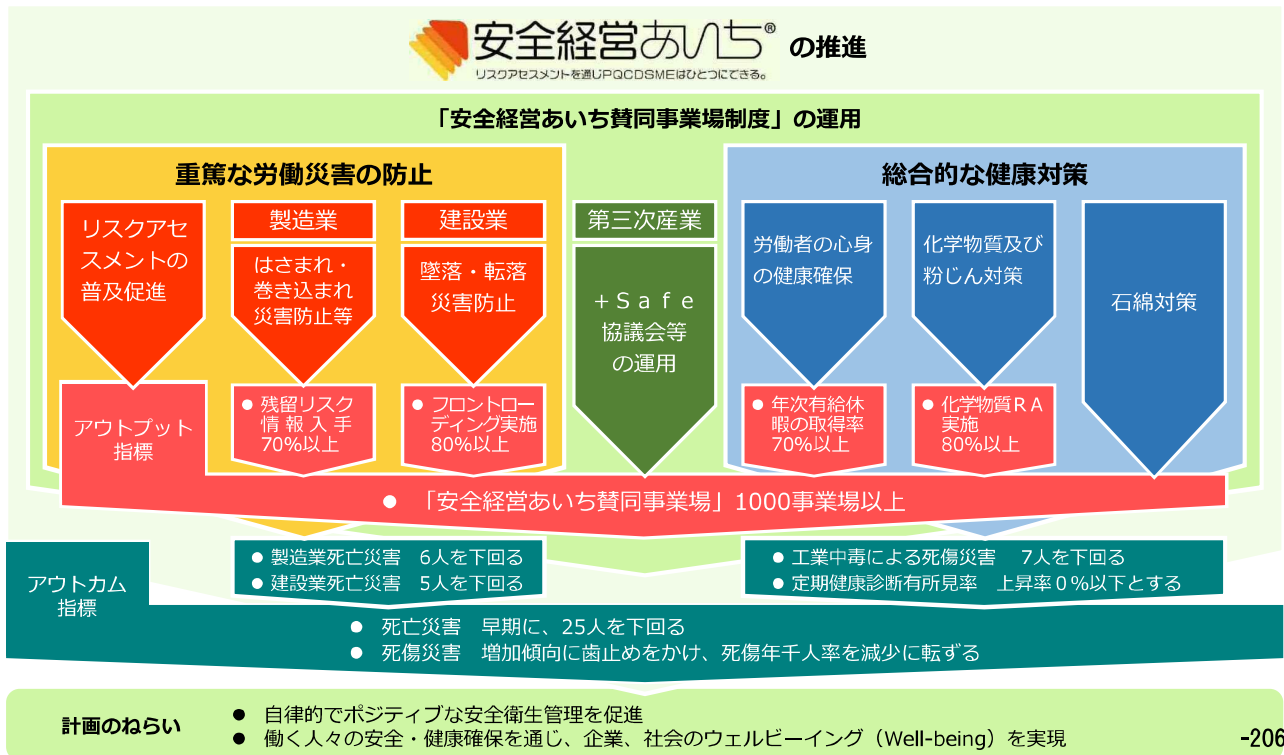 安全経営あいち® の推進
リスクアセスメントを通じPQCDSMEはひとつにできる。
「安全経営あいち賛同事業場制度」の運用
重篤な労働災害の防止
リスクアセ
スメントの
普及促進
製造業
はさまれ・
巻き込まれ
災害防止等
建設業
墜落・転落
災害防止
第三次産業
+Safe
協議会等
の運用
総合的な健康対策
労働者の心身
の健康確保
化学物質及び
粉じん対策
石綿対策
アウトプット
指標
● 残留リスク
情報入手
70%以上
● フロントロー
ディング実施
80%以上
● 年次有給休
暇の取得率
70%以上
● 化学物質RA
実施
80%以上
● 「安全経営あいち賛同事業場」1000事業場以上
アウトカム
指標
● 製造業死亡災害 6人を下回る
● 建設業死亡災害 5人を下回る
● 工業中毒による死傷災害 7人を下回る
● 定期健康診断有所見率 上昇率0%以下とする
● 死亡災害 早期に、25人を下回る
● 死傷災害 増加傾向に歯止めをかけ、死傷年千人率を減少に転ずる
計画のねらい
● 自律的でポジティブな安全衛生管理を促進
● 働く人々の安全・健康確保を通じ、企業、社会のウェルビーイング（Well-being）を実現
-206